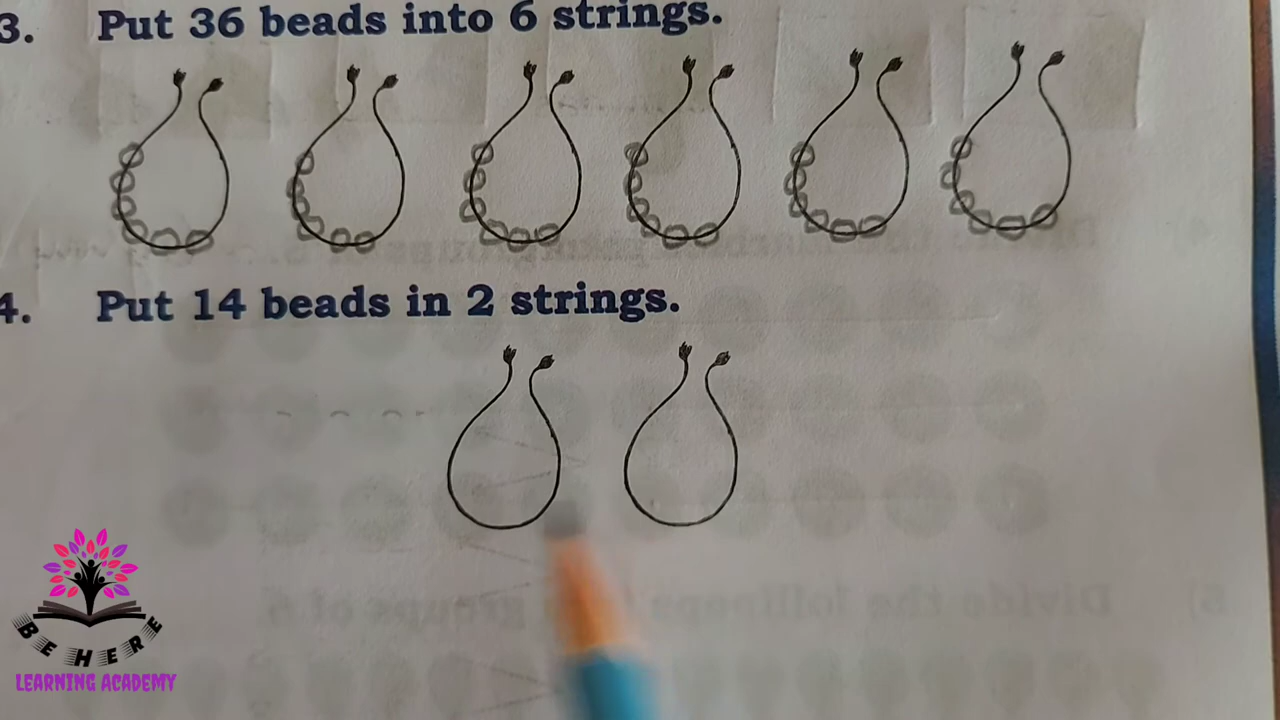 3. Put 36 beads into 6 strings.
4. Put 14 beads in 2 strings.
BE HERE
LEARNING ACADEMY